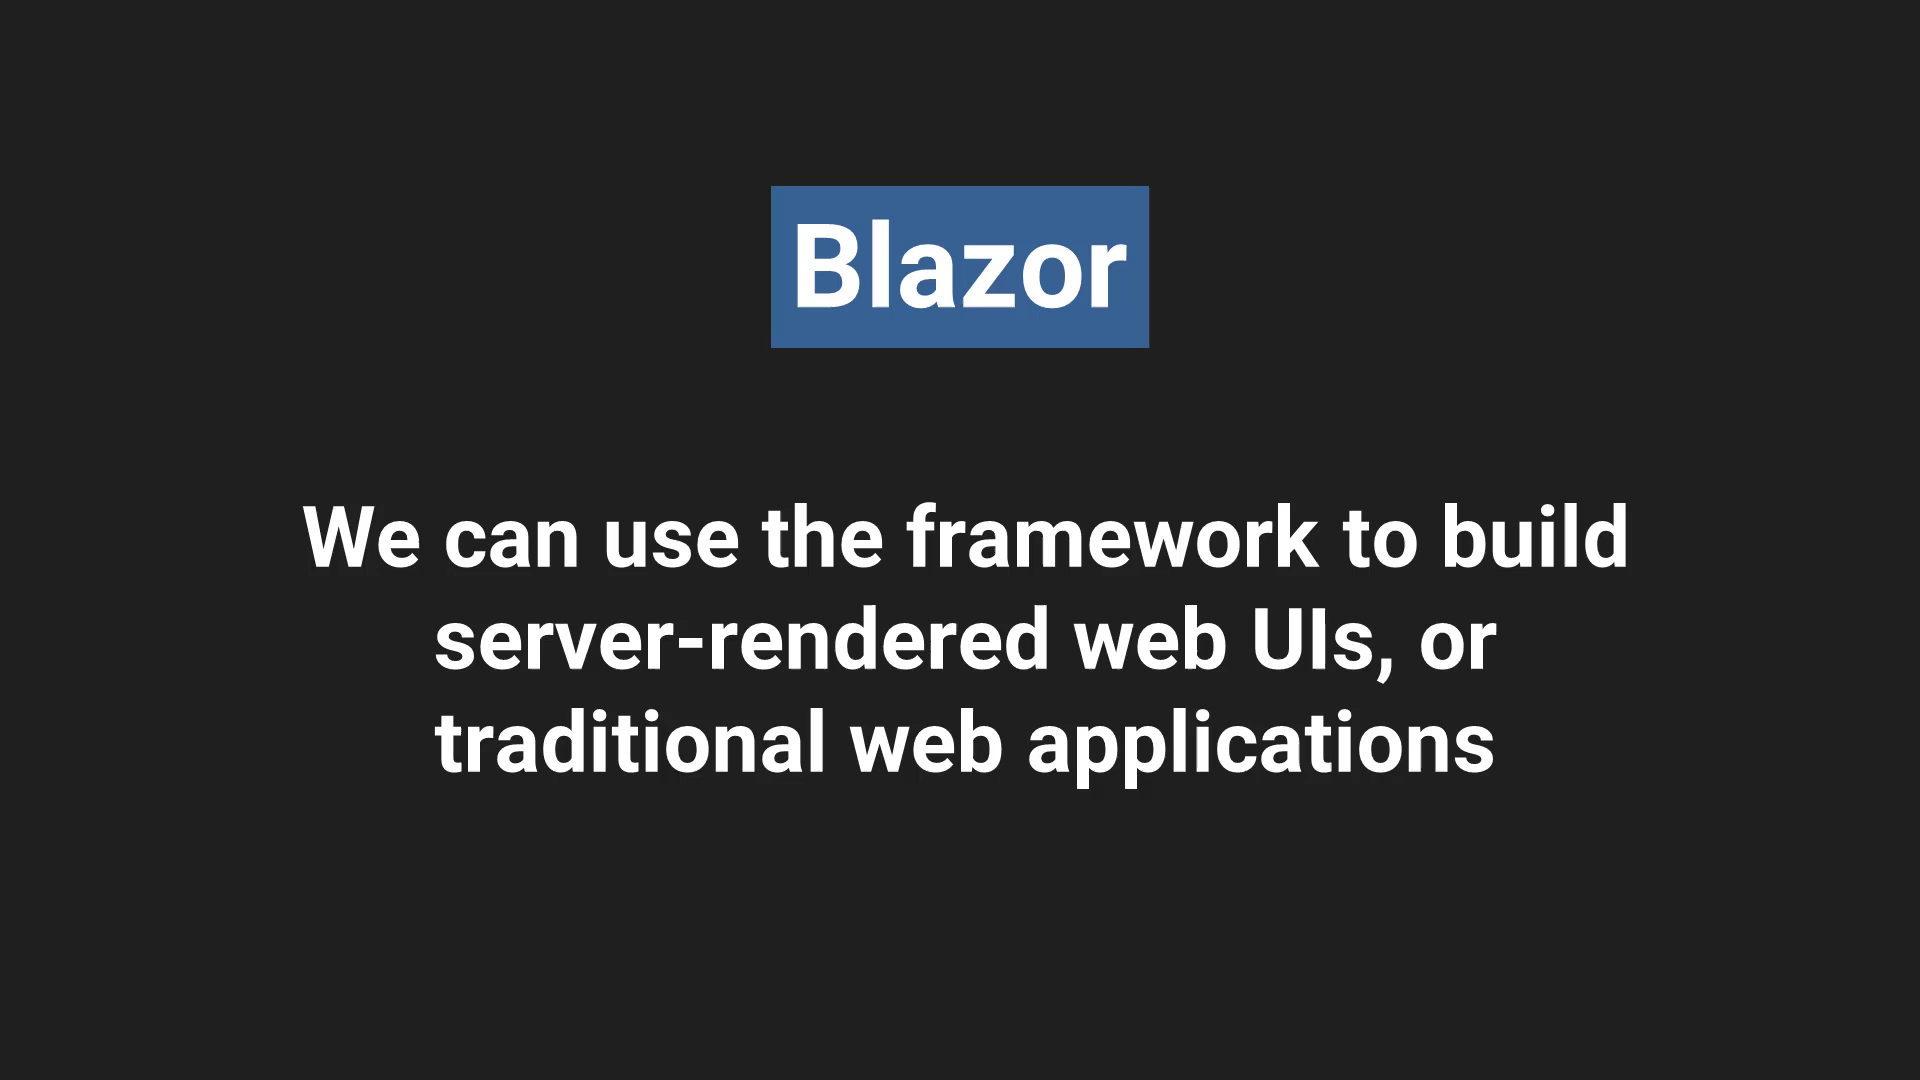 Blazor
We can use the framework to build
server-rendered web UIs, or
traditional web applications